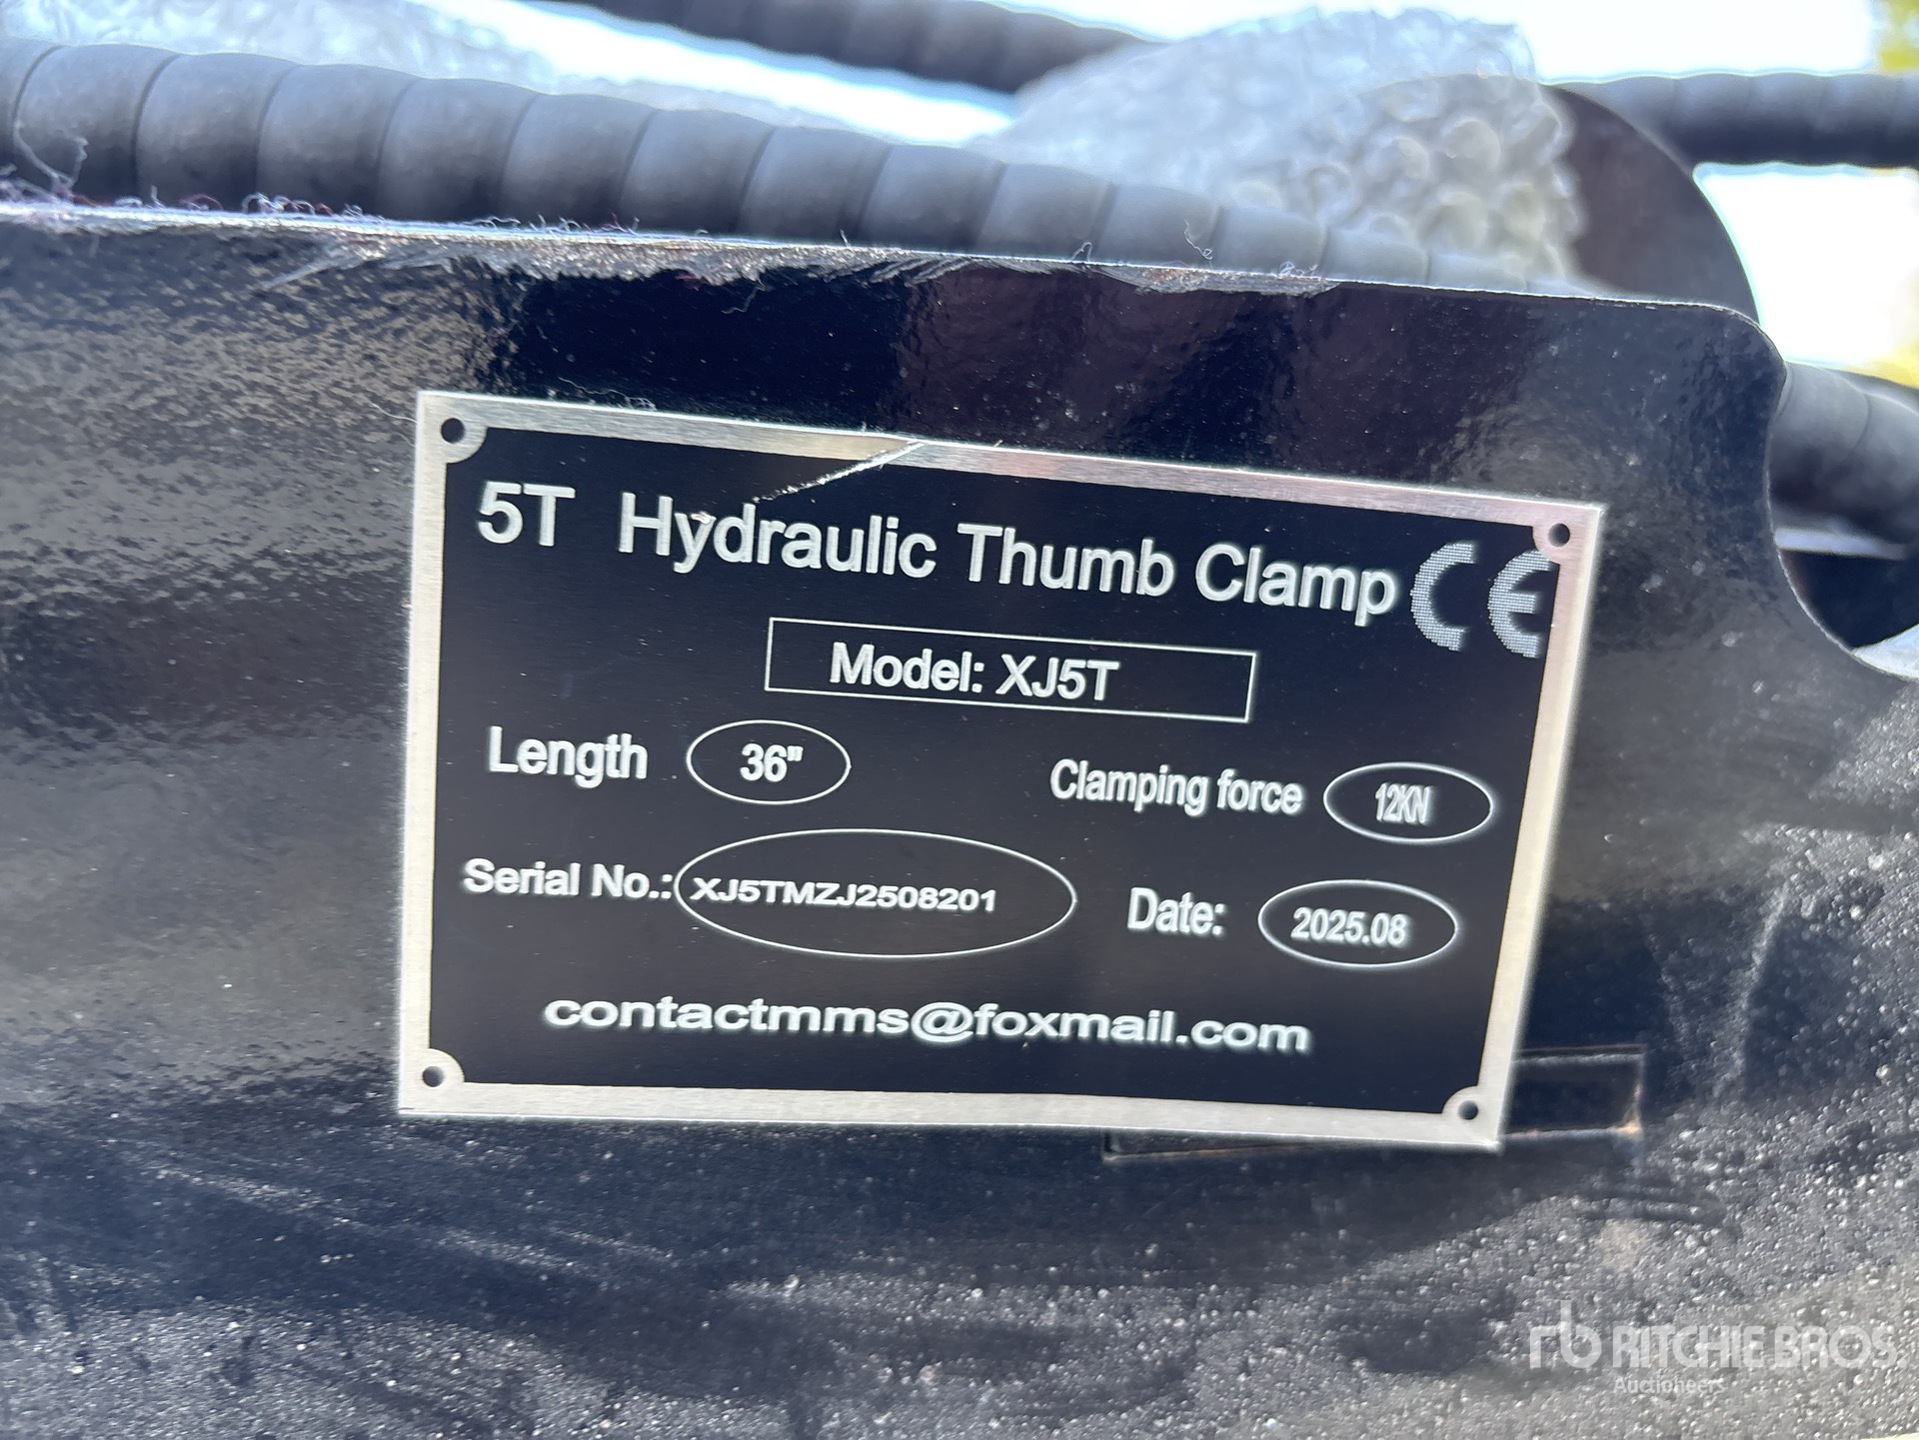 5T Hydraulic Thumb Clamp CE
Model: XJ5T
Length 36" Clamping force 12KN
Serial No.: XJ5TMZJ2508201 Date: 2025.08
contactmms@foxmail.com
rb RITCHIE BROS.
Auctioneers